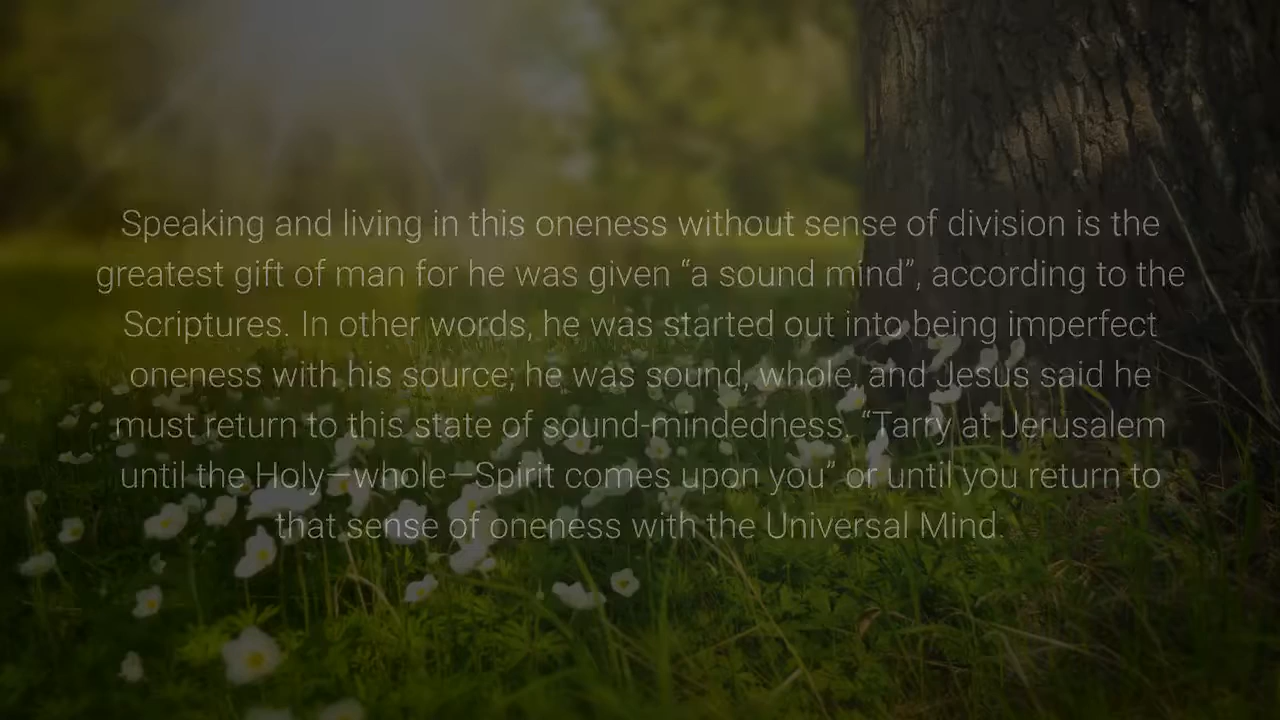 Speaking and living in this oneness without sense of division is the
greatest gift of man for he was given “a sound mind”, according to the
Scriptures. In other words, he was started out into being imperfect
oneness with his source; he was sound, whole, and Jesus said he
must return to this state of sound-mindedness. “Tarry at Jerusalem
until the Holy—whole—Spirit comes upon you” or until you return to
that sense of oneness with the Universal Mind.